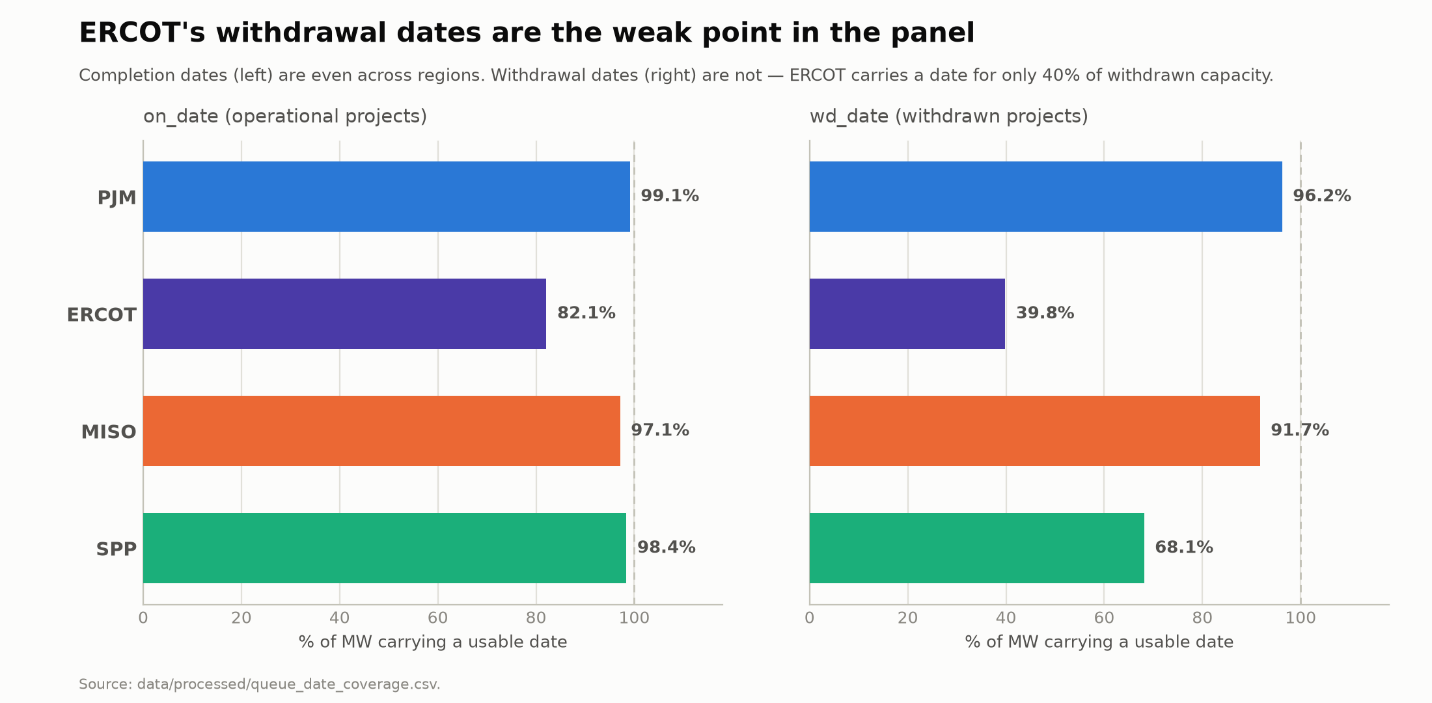 ERCOT's withdrawal dates are the weak point in the panel
Completion dates (left) are even across regions. Withdrawal dates (right) are not — ERCOT carries a date for only 40% of withdrawn capacity.
on_date (operational projects)
PJM
99.1%
ERCOT
82.1%
MISO
97.1%
SPP
98.4%
0 20 40 60 80 100
% of MW carrying a usable date
wd_date (withdrawn projects)
96.2%
39.8%
91.7%
68.1%
0 20 40 60 80 100
% of MW carrying a usable date
Source: data/processed/queue_date_coverage.csv.